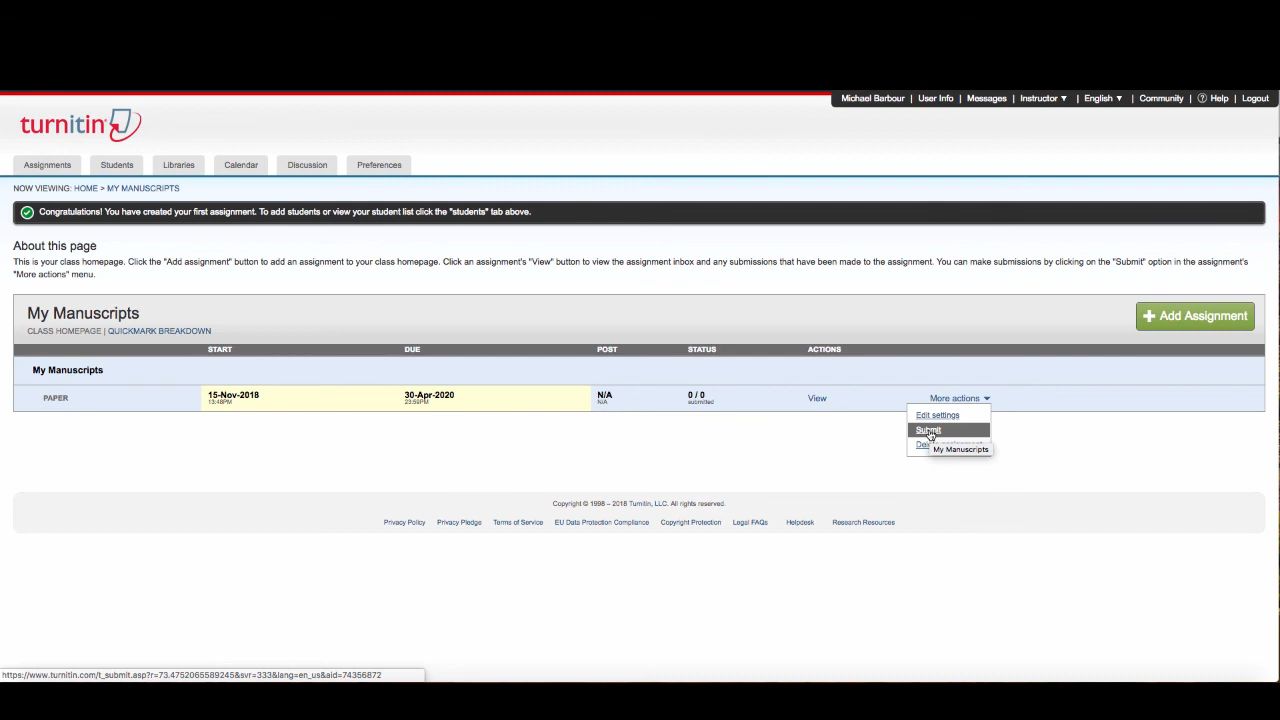 Michael Barbour | User Info | Messages | Instructor ▼ | English ▼ | Community | ? Help | Logout
turnitin
Assignments Students Libraries Calendar Discussion Preferences
NOW VIEWING: HOME > MY MANUSCRIPTS
Congratulations! You have created your first assignment. To add students or view your student list click the "students" tab above.
About this page
This is your class homepage. Click the "Add assignment" button to add an assignment to your class homepage. Click an assignment's "View" button to view the assignment inbox and any submissions that have been made to the assignment. You can make submissions by clicking on the "Submit" option in the assignment's
"More actions" menu.
My Manuscripts
+ Add Assignment
CLASS HOMEPAGE | QUICKMARK BREAKDOWN
START DUE POST STATUS ACTIONS
My Manuscripts
PAPER 15-Nov-2018 30-Apr-2020 N/A 0 / 0 View More actions ▼
13:48PM 23:59PM N/A submitted
Edit settings
Submit
My Manuscripts
Copyright © 1998 – 2018 Turnitin, LLC. All rights reserved.
Privacy Policy Privacy Pledge Terms of Service EU Data Protection Compliance Copyright Protection Legal FAQs Helpdesk Research Resources
https://www.turnitin.com/t_submit.asp?r=73.4752065589245&svr=333&lang=en_us&aid=74356872